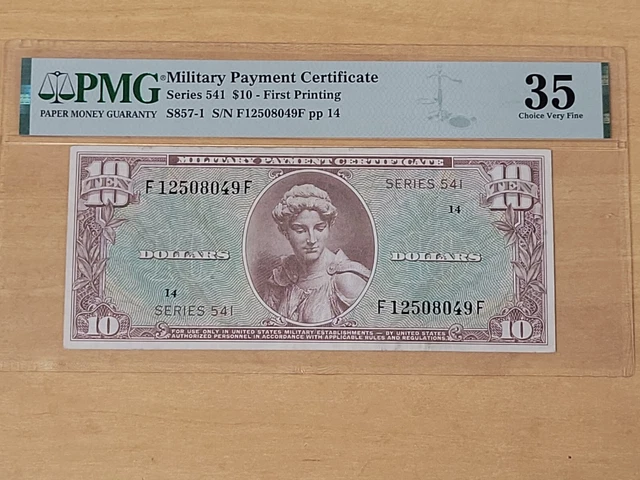 PMG® Military Payment Certificate
PAPER MONEY GUARANTY
Series 541 $10 - First Printing
S857-1 S/N F12508049F pp 14
35
Choice Very Fine
MILITARY PAYMENT CERTIFICATE
10 TEN
10 TEN
F12508049F
SERIES 541
14
DOLLARS
DOLLARS
14
SERIES 541
F12508049F
10
10
FOR USE ONLY IN UNITED STATES MILITARY ESTABLISHMENTS — BY UNITED STATES
AUTHORIZED PERSONNEL IN ACCORDANCE WITH APPLICABLE RULES AND REGULATIONS.